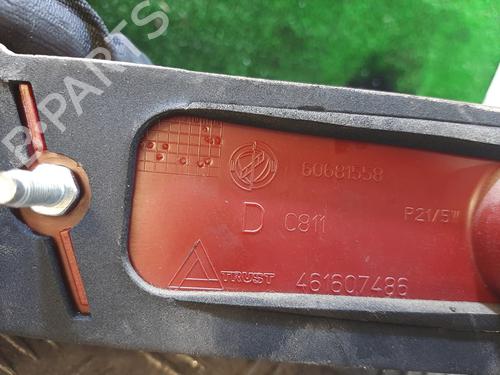 B-PARTS
60681558
D C811 P21/5W
TRUST 461607486